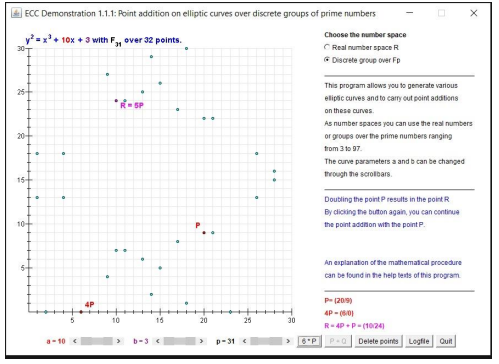 ECC Demonstration 1.1.1: Point addition on elliptic curves over discrete groups of prime numbers
y² = x³ + 10x + 3 with F₃₁ over 32 points.
Choose the number space
Real number space R
Discrete group over Fp
This program allows you to generate various
elliptic curves and to carry out point additions
on these curves.
As number spaces you can use the real numbers
or groups over the prime numbers ranging
from 3 to 97.
The curve parameters a and b can be changed
through the scrollbars.
Doubling the point P results in the point R
By clicking the button again, you can continue
the point addition with the point P.
An explanation of the mathematical procedure
can be found in the help texts of this program.
P= (20/9)
4P = (6/0)
R = 4P + P = (10/24)
30
25
20
15
10
5
R = 5P
P
4P
5
10
15
20
25
30
a = 10
b = 3
p = 31
6 * P
P = Q
Delete points
Logfile
Quit